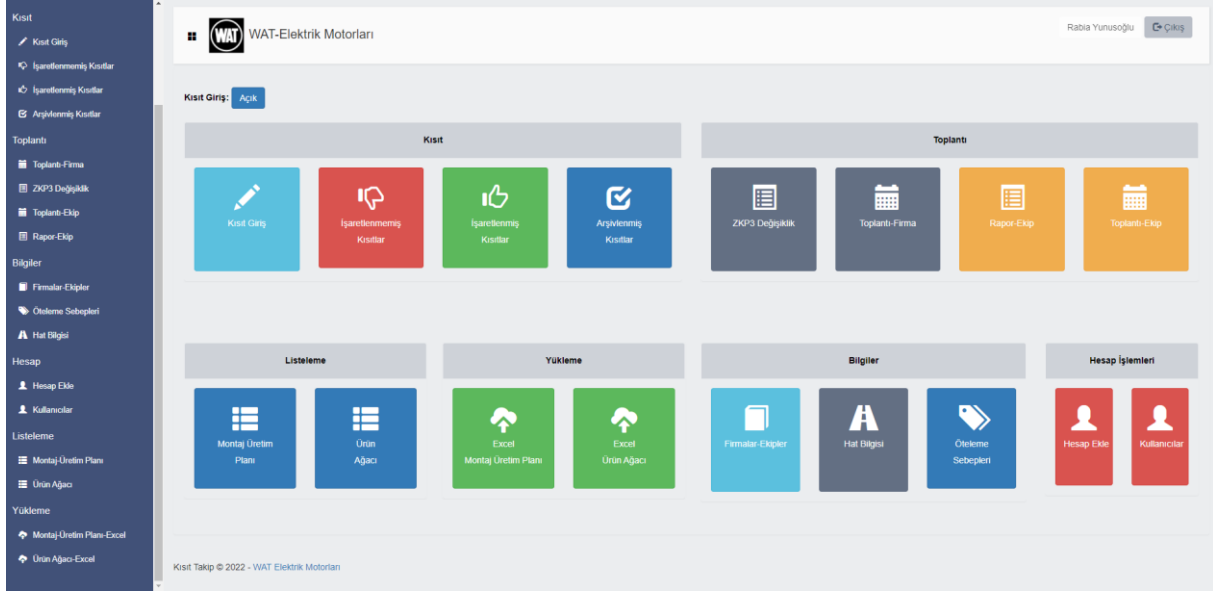 Kısıt
Kısıt Giriş
İşaretlenmemiş Kısıtlar
İşaretlenmiş Kısıtlar
Arşivlenmiş Kısıtlar
Toplantı
Toplantı-Firma
ZKP3 Değişiklik
Toplantı-Ekip
Rapor-Ekip
Bilgiler
Firmalar-Ekipler
Öteleme Sebepleri
Hat Bilgisi
Hesap
Hesap Ekle
Kullanıcılar
Listeleme
Montaj-Üretim Planı
Ürün Ağacı
Yükleme
Montaj-Üretim Planı-Excel
Ürün Ağacı-Excel
WAT
WAT-Elektrik Motorları
Rabia Yunusoğlu
Çıkış
Kısıt Giriş: Açık
Kısıt
Kısıt Giriş
İşaretlenmemiş
Kısıtlar
İşaretlenmiş
Kısıtlar
Arşivlenmiş
Kısıtlar
Toplantı
ZKP3 Değişiklik
Toplantı-Firma
Rapor-Ekip
Toplantı-Ekip
Listeleme
Montaj Üretim
Planı
Ürün
Ağacı
Yükleme
Excel
Montaj Üretim Planı
Excel
Ürün Ağacı
Bilgiler
Firmalar-Ekipler
Hat Bilgisi
Öteleme
Sebepleri
Hesap İşlemleri
Hesap Ekle
Kullanıcılar
Kısıt Takip © 2022 - WAT Elektrik Motorları